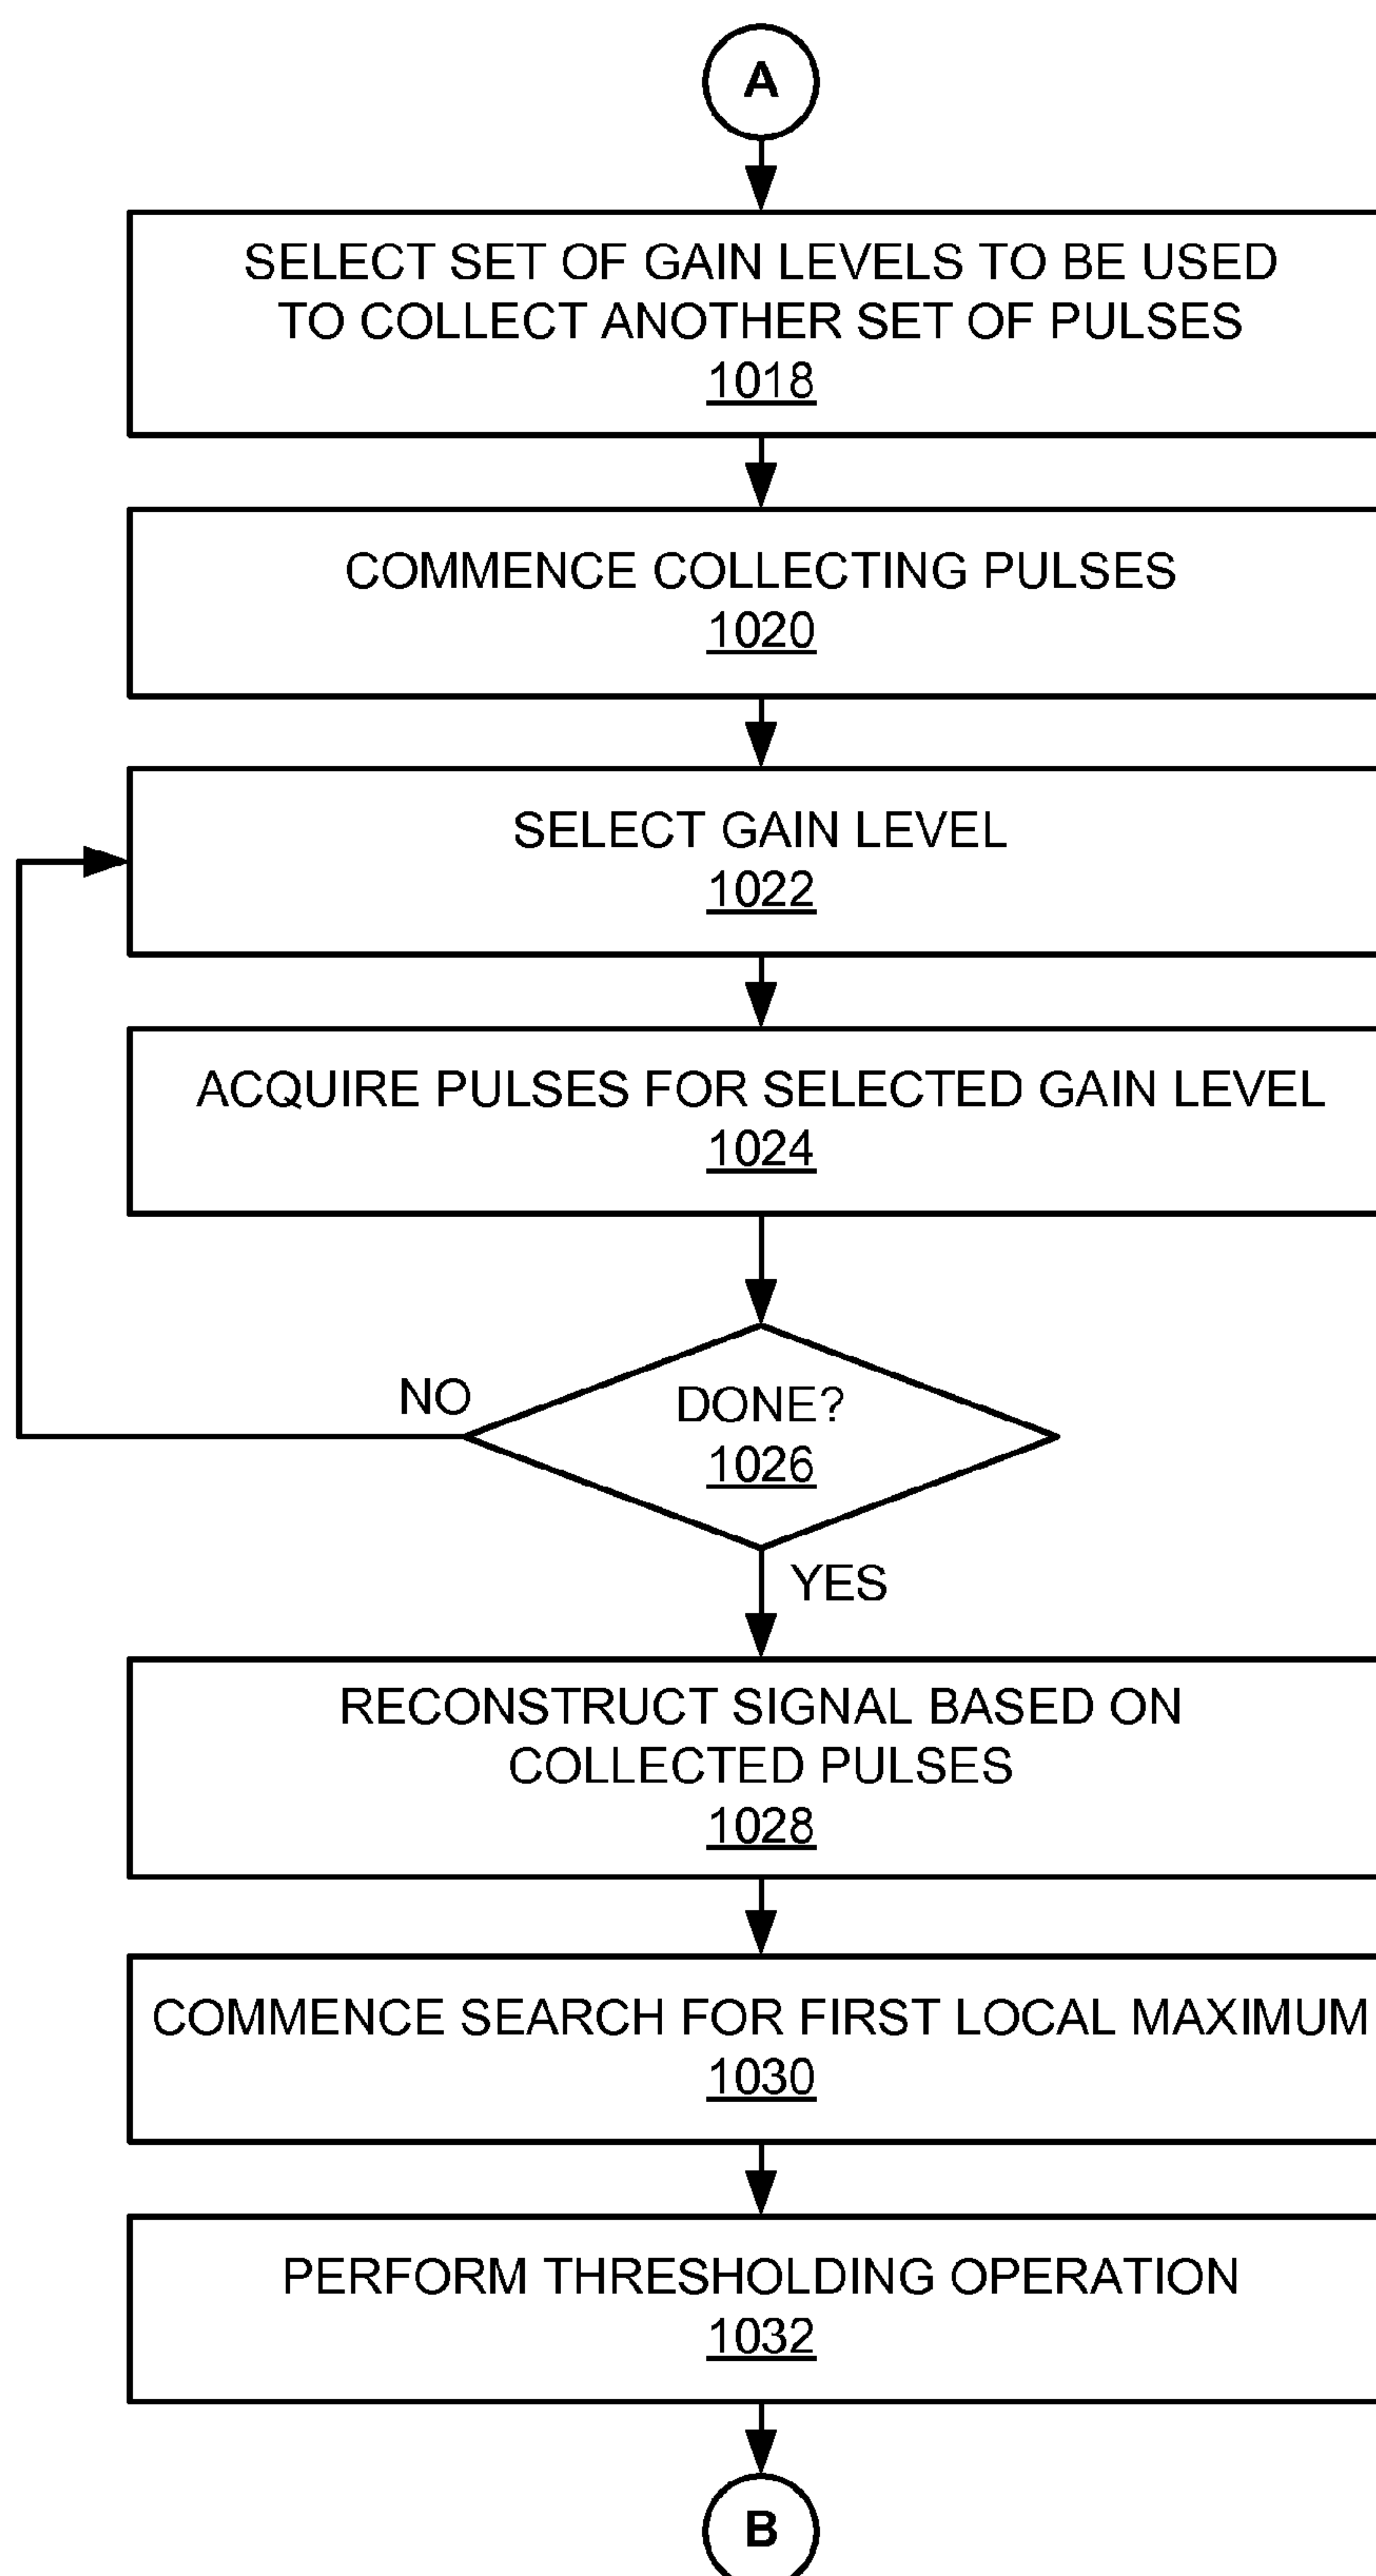 A
SELECT SET OF GAIN LEVELS TO BE USED
TO COLLECT ANOTHER SET OF PULSES
1018
COMMENCE COLLECTING PULSES
1020
SELECT GAIN LEVEL
1022
ACQUIRE PULSES FOR SELECTED GAIN LEVEL
1024
NO
DONE?
1026
YES
RECONSTRUCT SIGNAL BASED ON
COLLECTED PULSES
1028
COMMENCE SEARCH FOR FIRST LOCAL MAXIMUM
1030
PERFORM THRESHOLDING OPERATION
1032
B